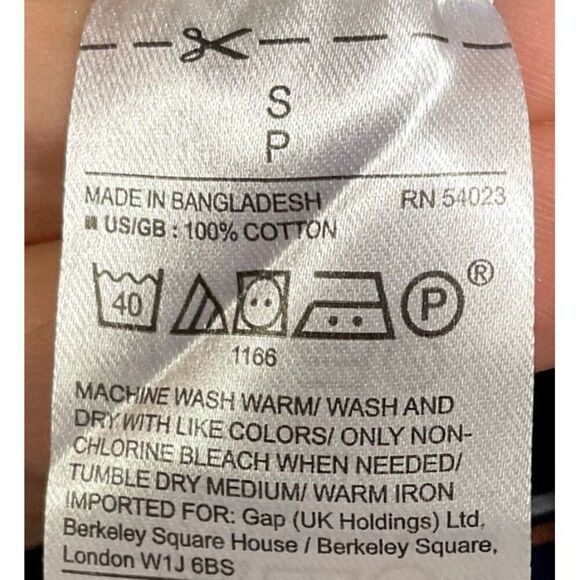 S
P
MADE IN BANGLADESH RN 54023
US/GB : 100% COTTON
40 P ®
1166
MACHINE WASH WARM/ WASH AND
DRY WITH LIKE COLORS/ ONLY NON-
CHLORINE BLEACH WHEN NEEDED/
TUMBLE DRY MEDIUM/ WARM IRON
IMPORTED FOR: Gap (UK Holdings) Ltd,
Berkeley Square House / Berkeley Square,
London W1J 6BS